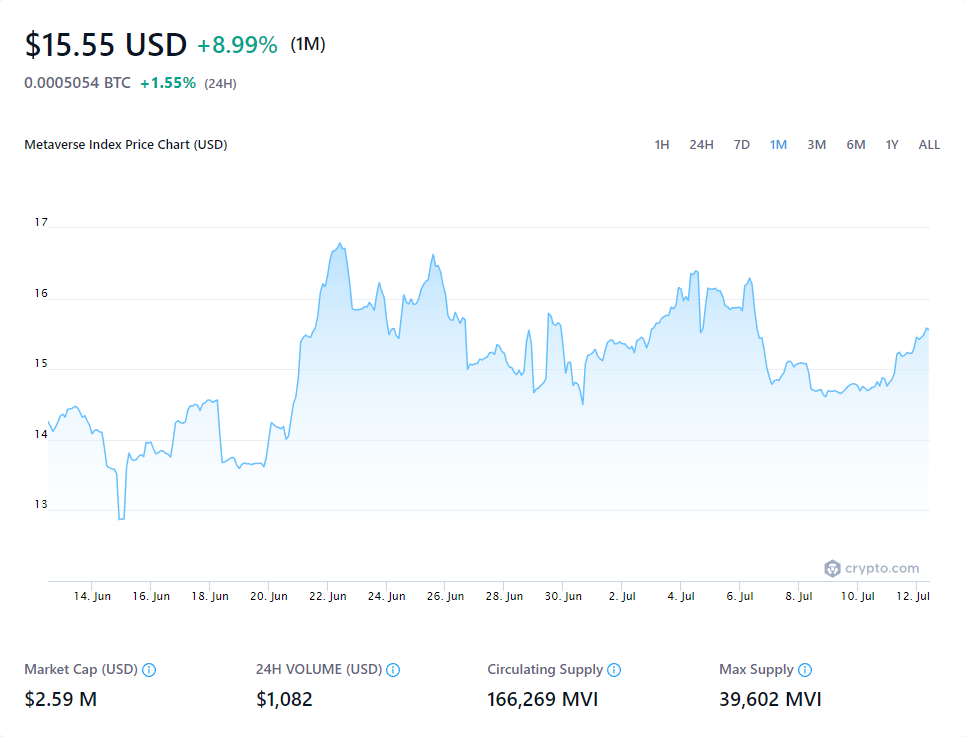 $15.55 USD +8.99% (1M)
0.0005054 BTC +1.55% (24H)
Metaverse Index Price Chart (USD) 1H 24H 7D 1M 3M 6M 1Y ALL
17
16
15
14
13
crypto.com
14. Jun 16. Jun 18. Jun 20. Jun 22. Jun 24. Jun 26. Jun 28. Jun 30. Jun 2. Jul 4. Jul 6. Jul 8. Jul 10. Jul 12. Jul
Market Cap (USD) 24H VOLUME (USD) Circulating Supply Max Supply
$2.59 M $1,082 166,269 MVI 39,602 MVI